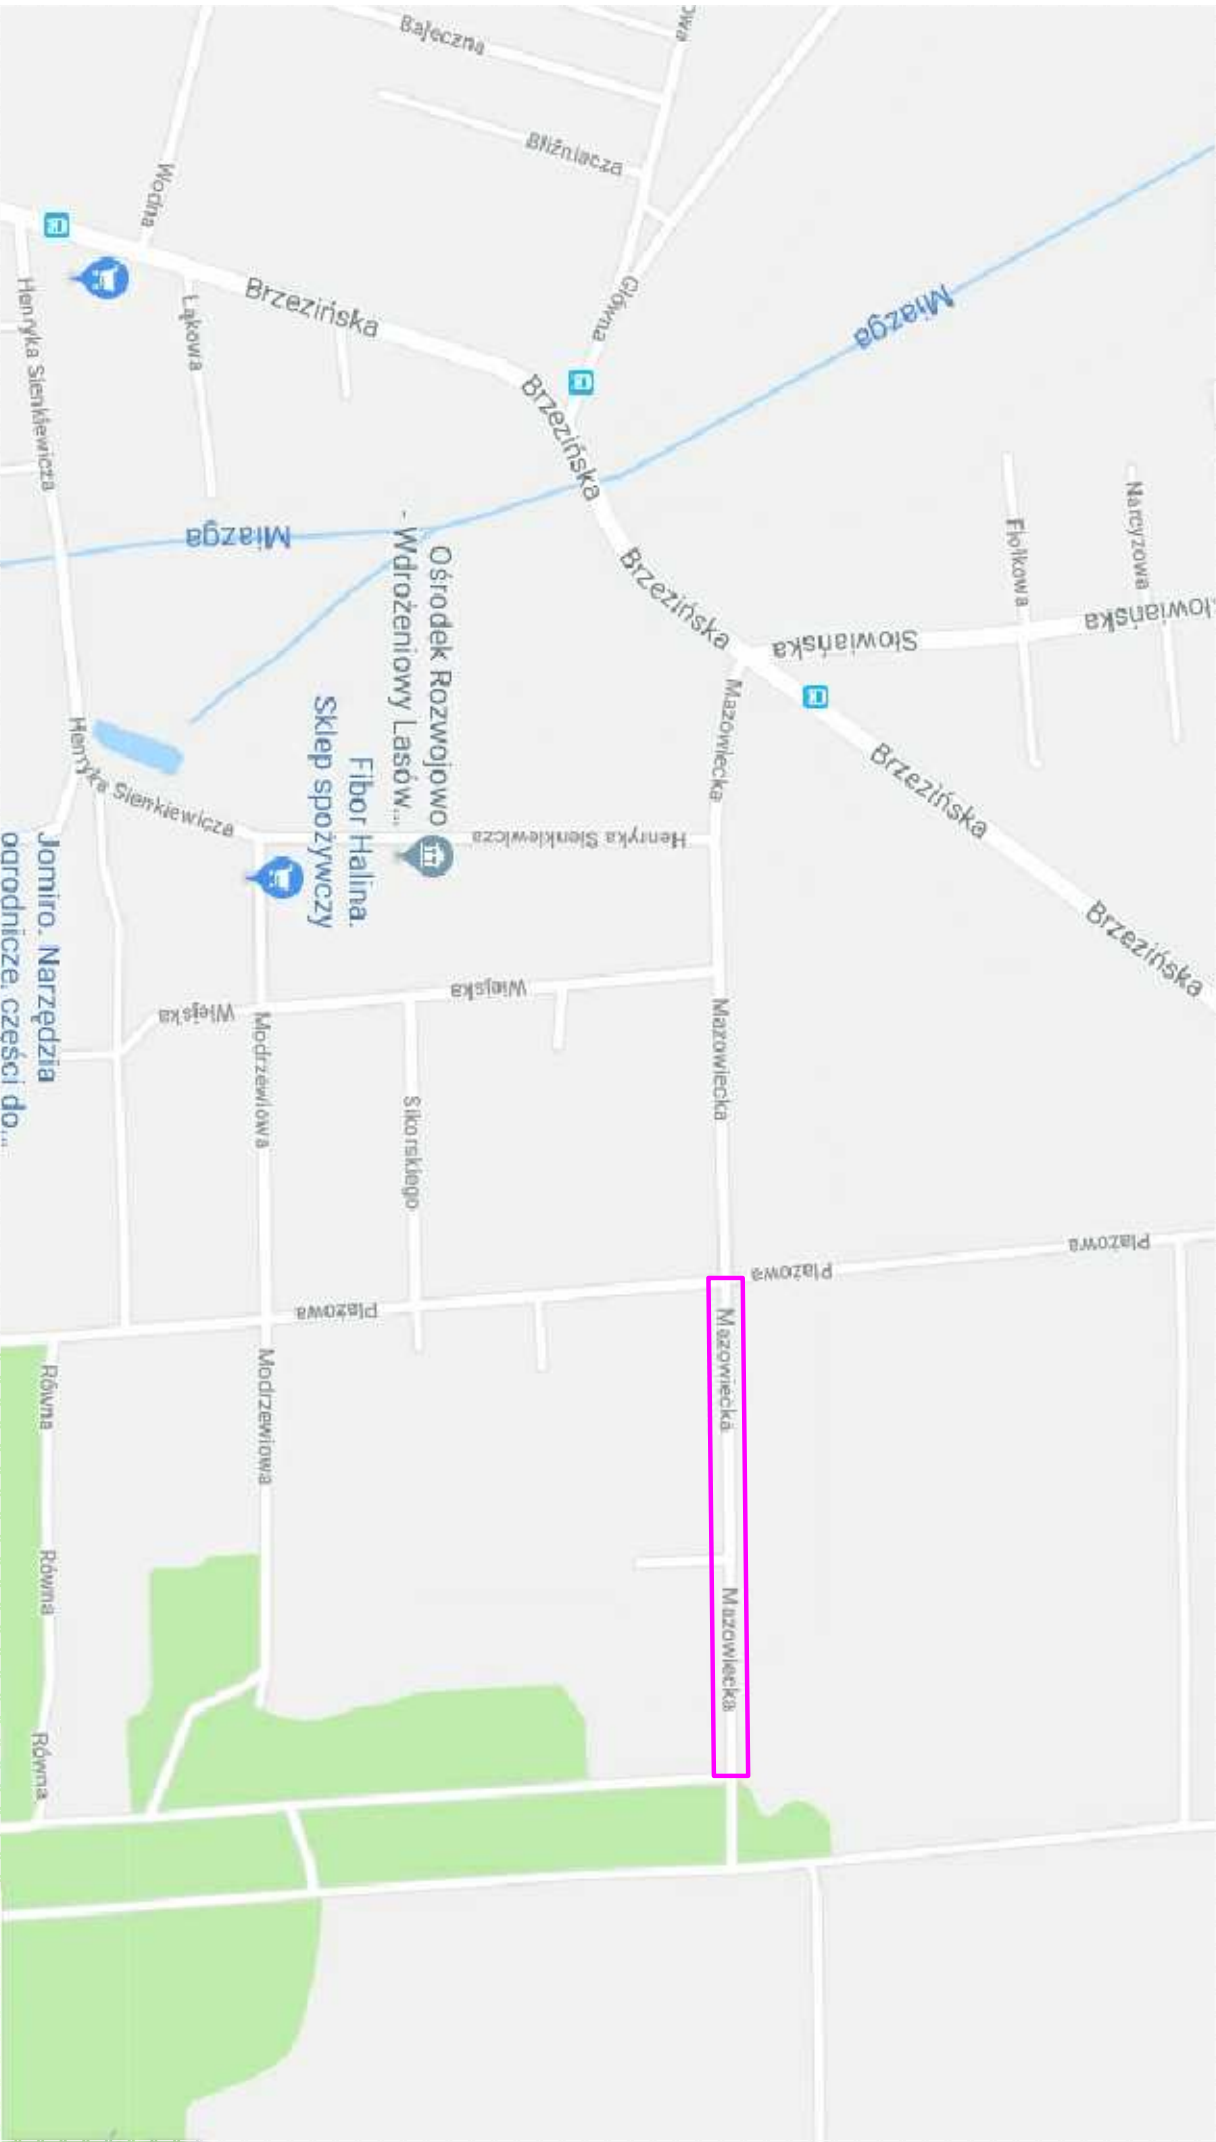 Bajeczna
Bliźniacza
Wodna
Główna
Brzezińska
Łąkowa
Henryka Sienkiewicza
Miazga
Brzezińska
Miazga
Brzezińska
Fiołkowa
Narcyzowa
Słowiańska
Słowiańska
Ośrodek Rozwojowo
- Wdrożeniowy Lasów...
Fibor Halina.
Sklep spożywczy
Mazowiecka
Brzezińska
Brzezińska
Henryka Sienkiewicza
Henryka Sienkiewicza
Jomiro. Narzędzia
ogrodnicze, części do...
Wiejska
Wiejska
Modrzewiowa
Sikorskiego
Mazowiecka
Plażowa
Plażowa
Plażowa
Mazowiecka
Modrzewiowa
Równa
Równa
Mazowiecka
Równa